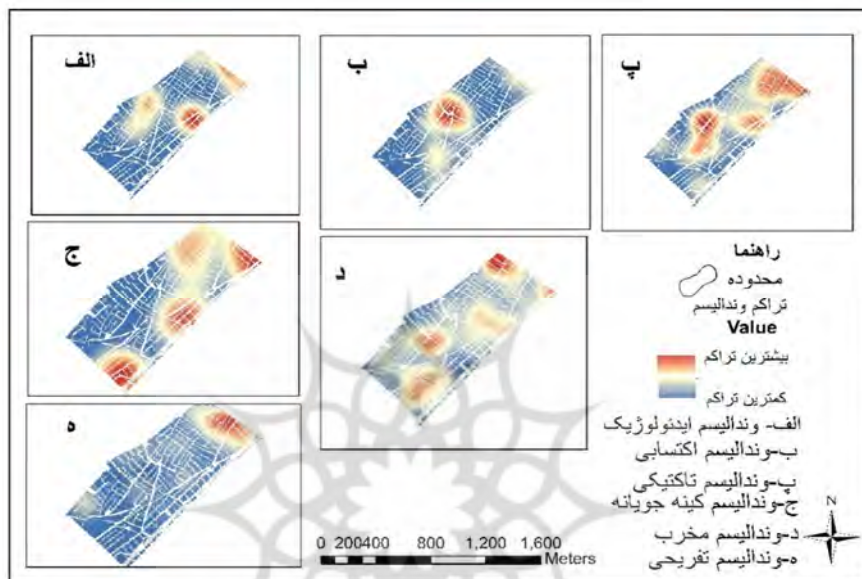 الف
ب
پ
ج
د
ه
راهنما
محدوده
تراکم وندالیسم
Value
بیشترین تراکم
کمترین تراکم
الف- وندالیسم ایدئولوژیک
ب-وندالیسم اکتسابی
پ-وندالیسم تاکتیکی
ج-وندالیسم کینه جویانه
د-وندالیسم مخرب
ه-وندالیسم تفریحی
N
0 200400 800 1,200 1,600
Meters